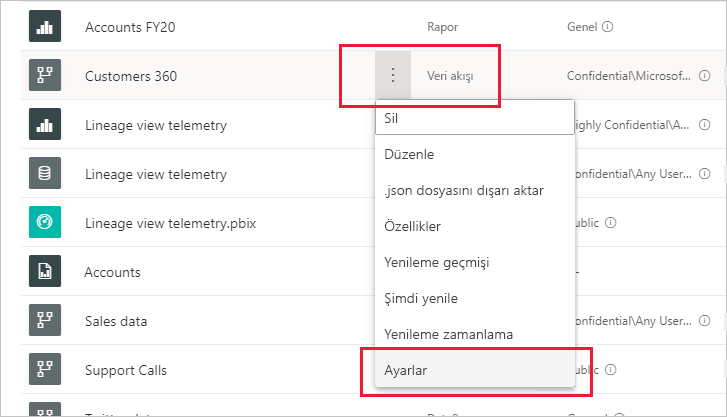 Accounts FY20 Rapor Genel
Customers 360 Veri akışı Confidential\Microsof...
Sil
Lineage view telemetry ighly Confidential\A...
Düzenle
Lineage view telemetry onfidential\Any User...
.json dosyasını dışarı aktar
Lineage view telemetry.pbix ublic
Özellikler
Yenileme geçmişi
Accounts -
Şimdi yenile
Sales data onfidential\Any User...
Yenileme zamanlama
Support Calls Ayarlar ublic